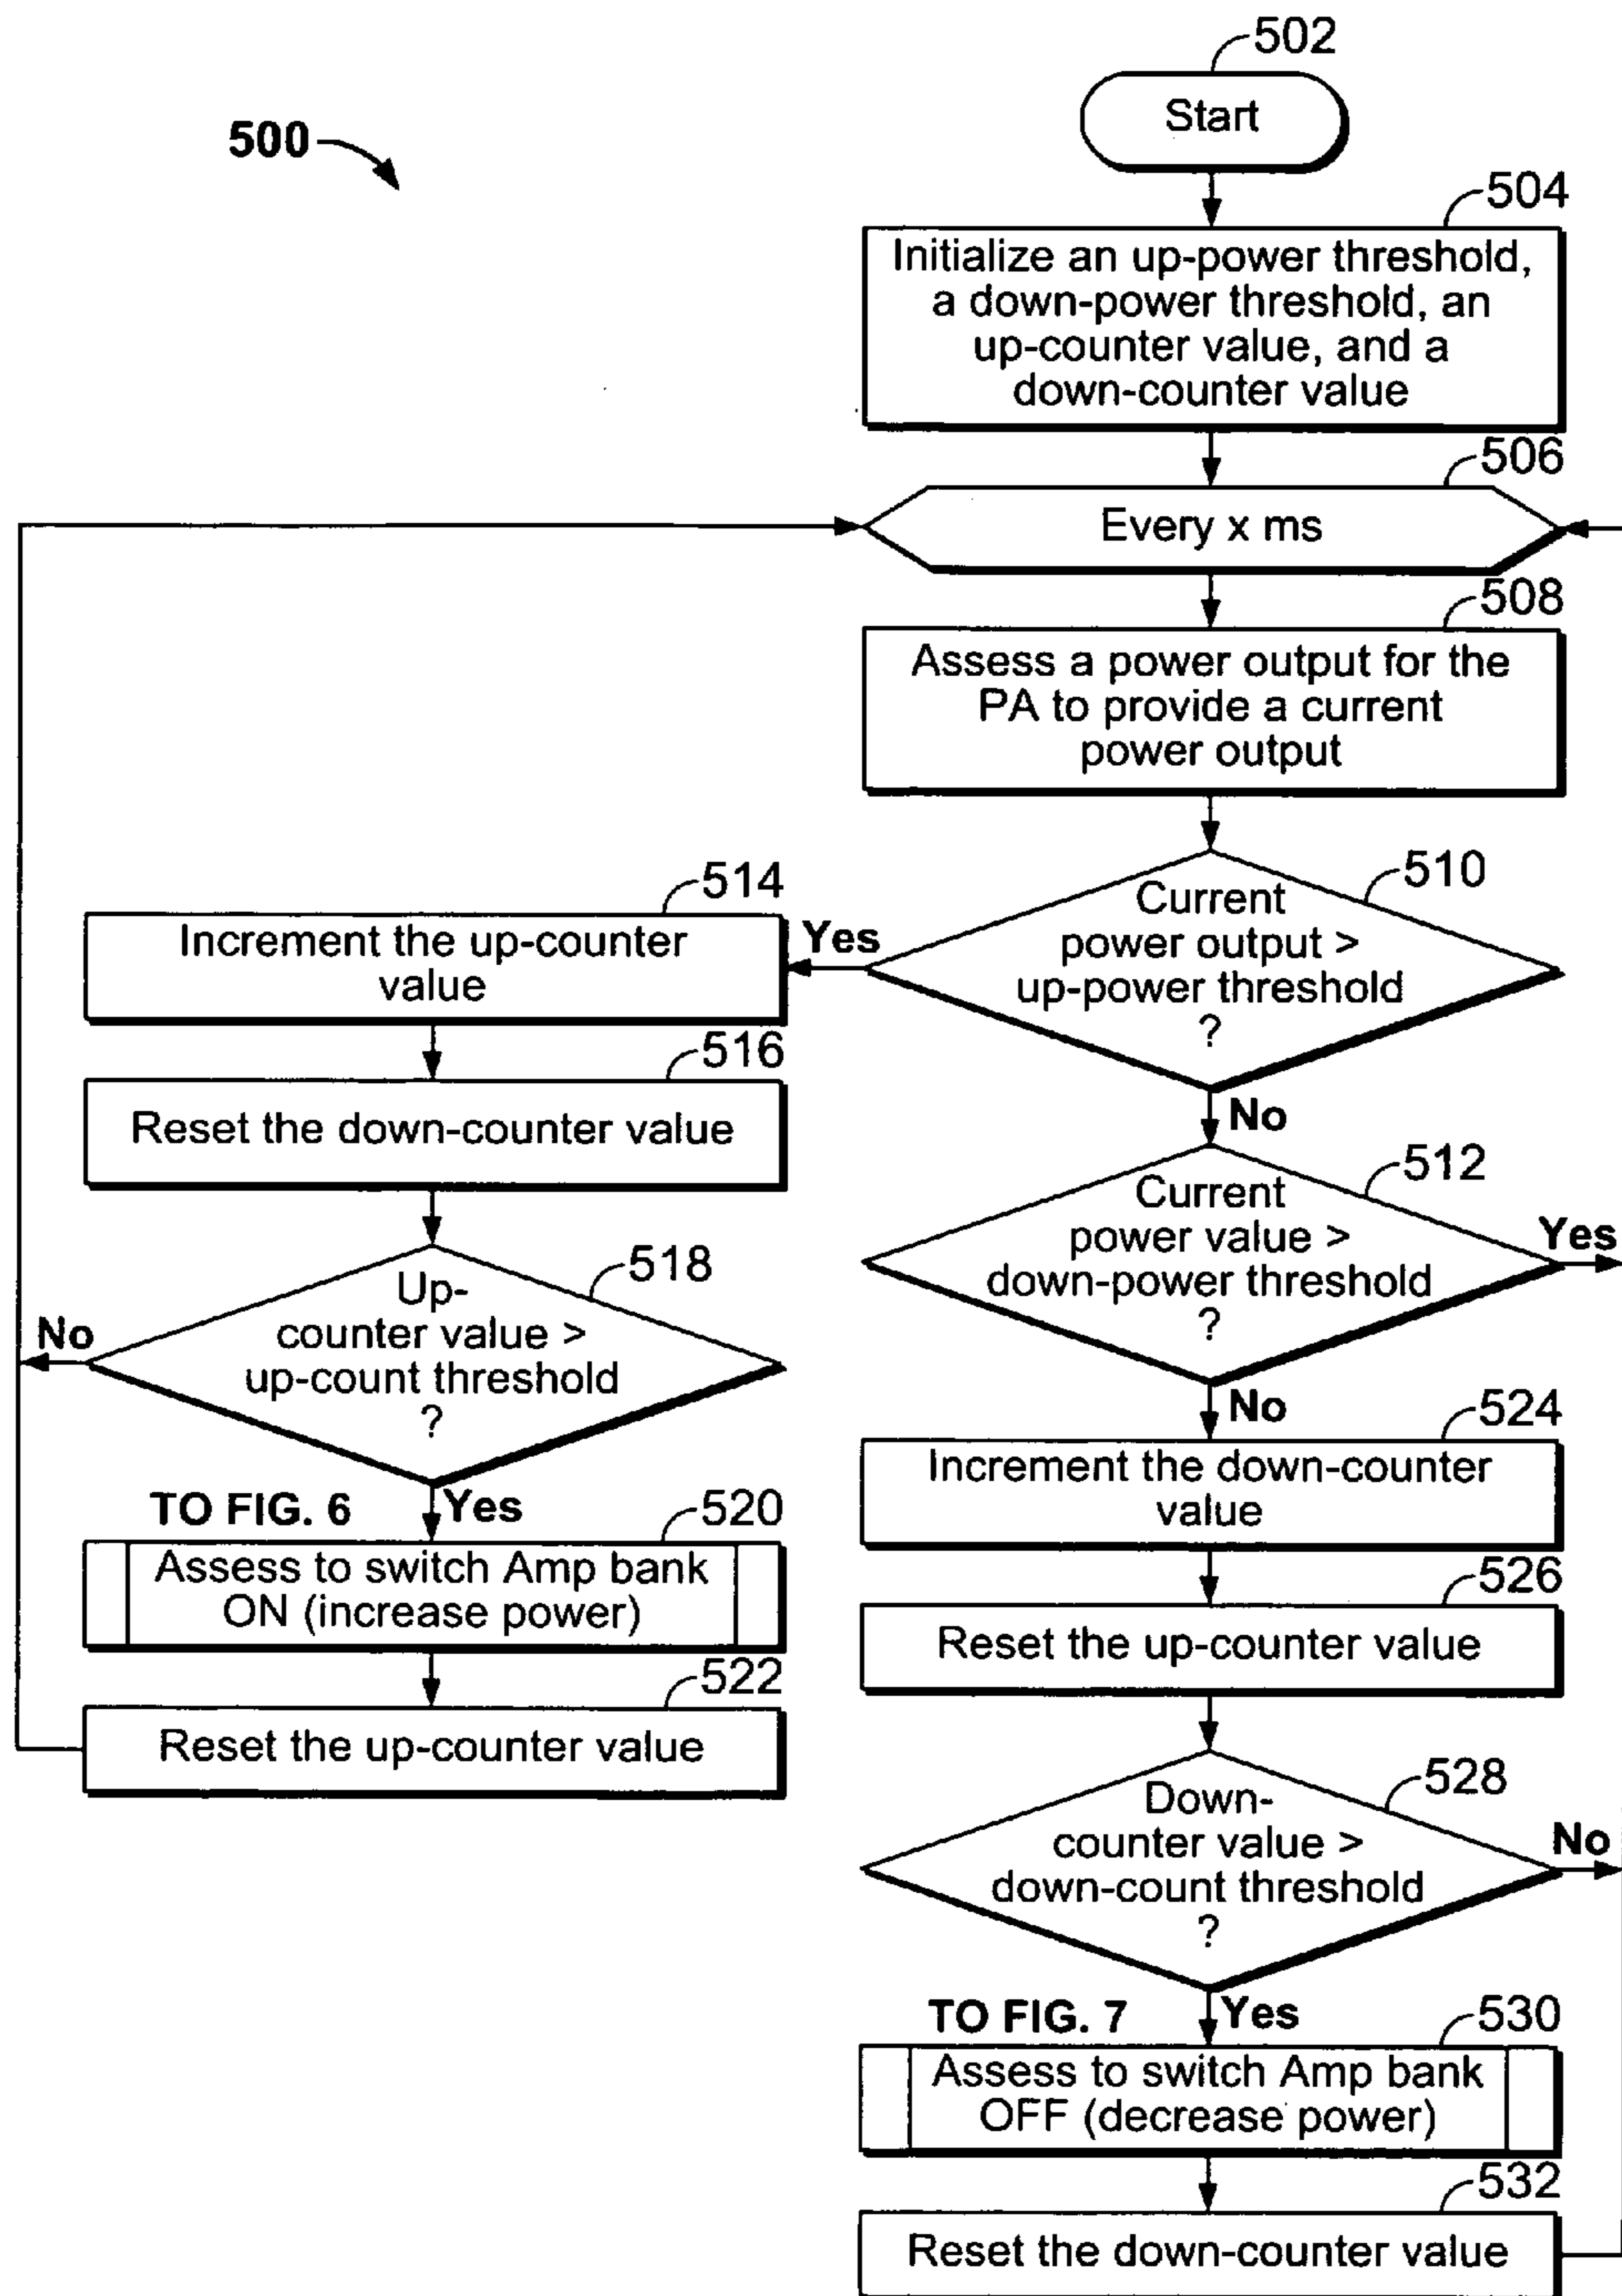 502
Start
500
504
Initialize an up-power threshold,
a down-power threshold, an
up-counter value, and a
down-counter value
506
Every x ms
508
Assess a power output for the
PA to provide a current
power output
510
Current
power output >
up-power threshold
?
Yes
No
514
Increment the up-counter
value
516
Reset the down-counter value
518
Up-
counter value >
up-count threshold
?
No
Yes
TO FIG. 6
520
Assess to switch Amp bank
ON (increase power)
522
Reset the up-counter value
512
Current
power value >
down-power threshold
?
Yes
No
524
Increment the down-counter
value
526
Reset the up-counter value
528
Down-
counter value >
down-count threshold
?
No
Yes
TO FIG. 7
530
Assess to switch Amp bank
OFF (decrease power)
532
Reset the down-counter value